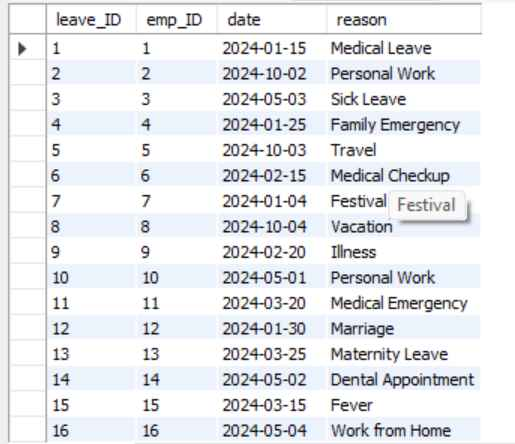 leave_ID emp_ID date reason
1 1 2024-01-15 Medical Leave
2 2 2024-10-02 Personal Work
3 3 2024-05-03 Sick Leave
4 4 2024-01-25 Family Emergency
5 5 2024-10-03 Travel
6 6 2024-02-15 Medical Checkup
7 7 2024-01-04 Festival Festival
8 8 2024-10-04 Vacation
9 9 2024-02-20 Illness
10 10 2024-05-01 Personal Work
11 11 2024-03-20 Medical Emergency
12 12 2024-01-30 Marriage
13 13 2024-03-25 Maternity Leave
14 14 2024-05-02 Dental Appointment
15 15 2024-03-15 Fever
16 16 2024-05-04 Work from Home